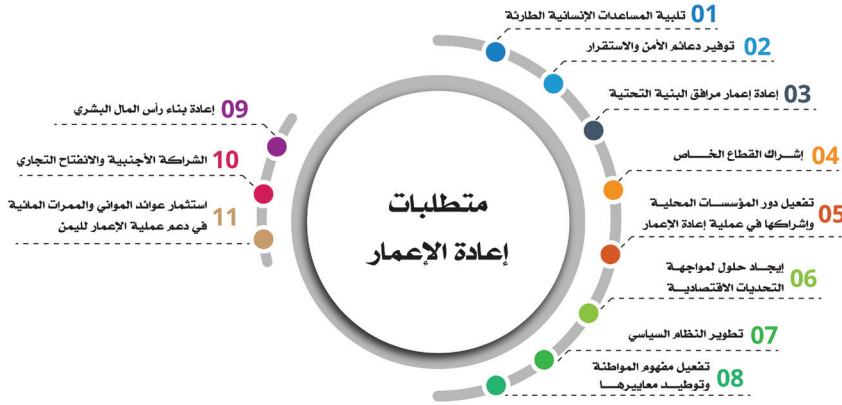 متطلبات
إعادة الإعمار
01 تلبية المساعدات الإنسانية الطارئة
02 توفير دعائم الأمن والاستقرار
03 إعادة إعمار مرافق البنية التحتية
04 إشراك القطاع الخاص
05 تفعيل دور المؤسسات المحلية
وإشراكها في عملية إعادة الإعمار
06 إيجاد حلول لمواجهة
التحديات الاقتصادية
07 تطوير النظام السياسي
08 تفعيل مفهوم المواطنة
وتوطيد معاييرها
09 إعادة بناء رأس المال البشري
10 الشراكة الأجنبية والانفتاح التجاري
11 استثمار عوائد المواني والممرات المائية
في دعم عملية الإعمار لليمن